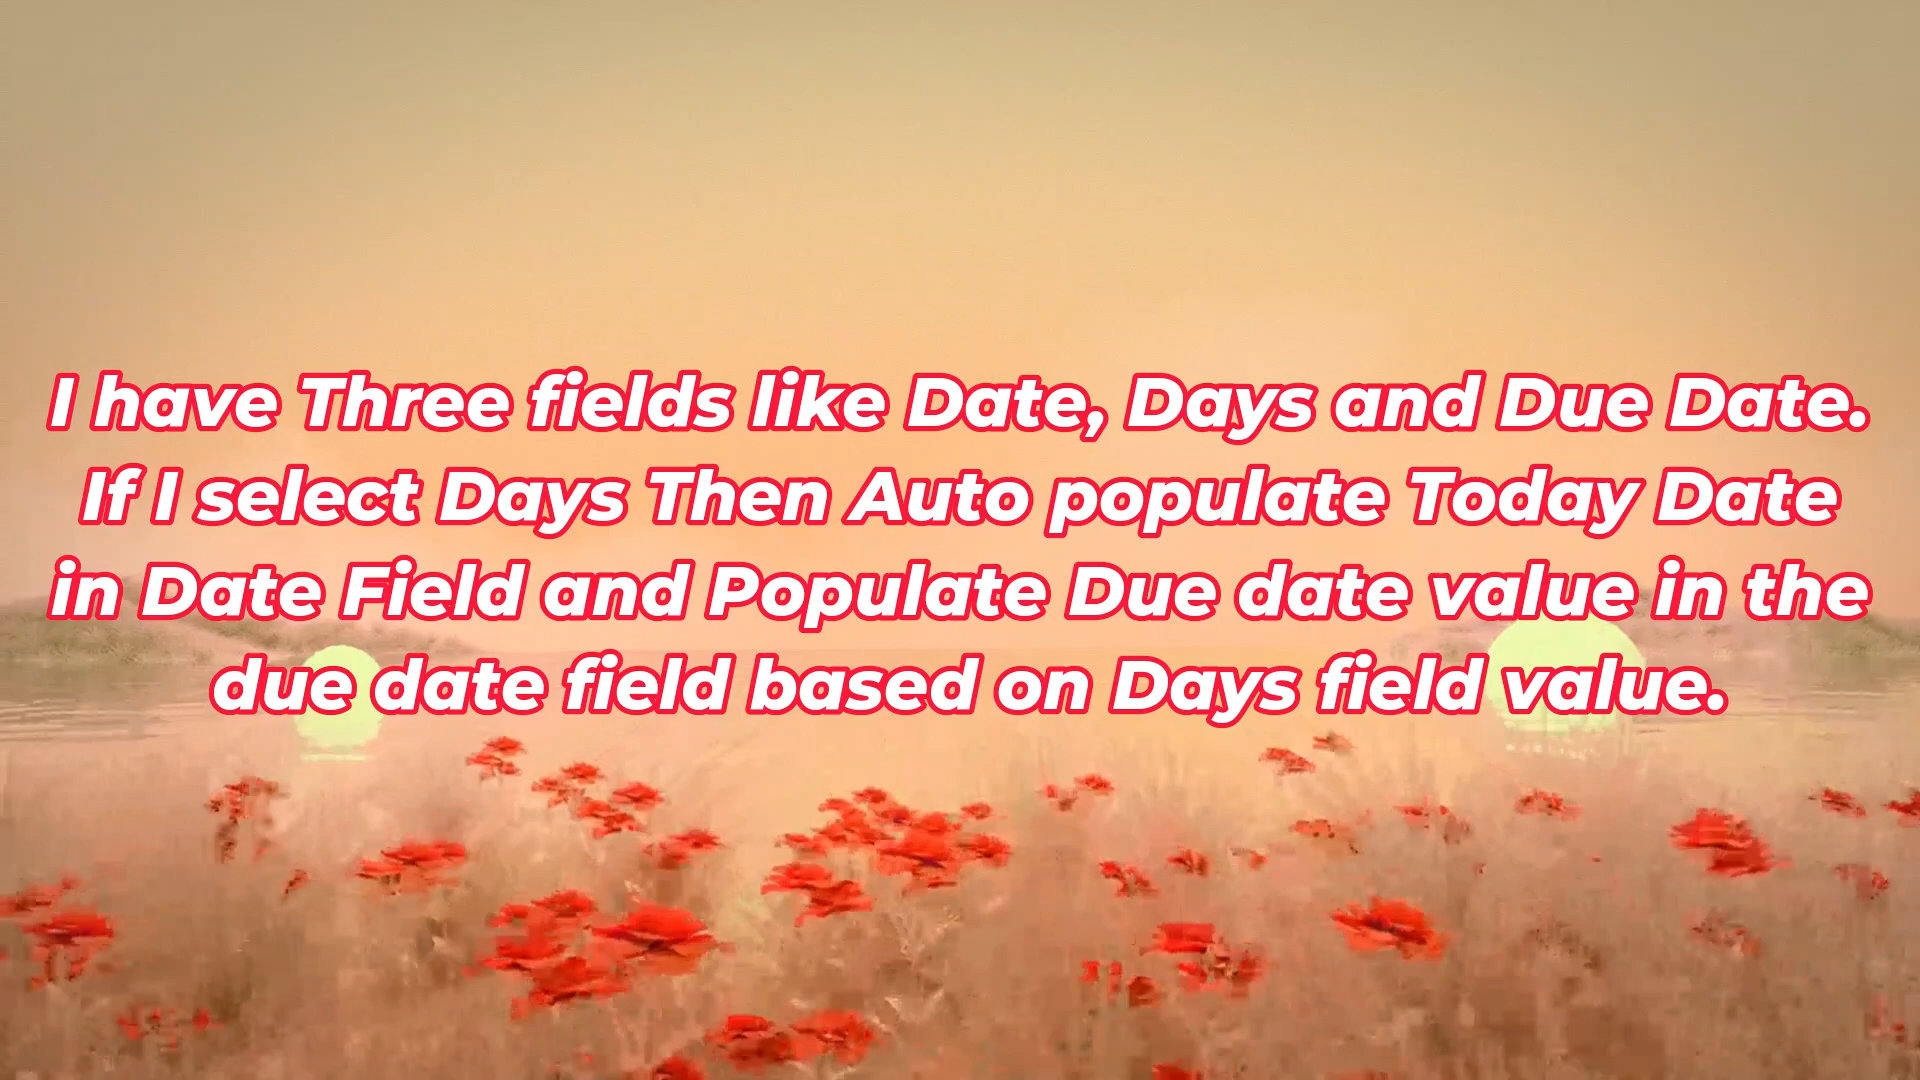 I have Three fields like Date, Days and Due Date.
If I select Days Then Auto populate Today Date
in Date Field and Populate Due date value in the
due date field based on Days field value.